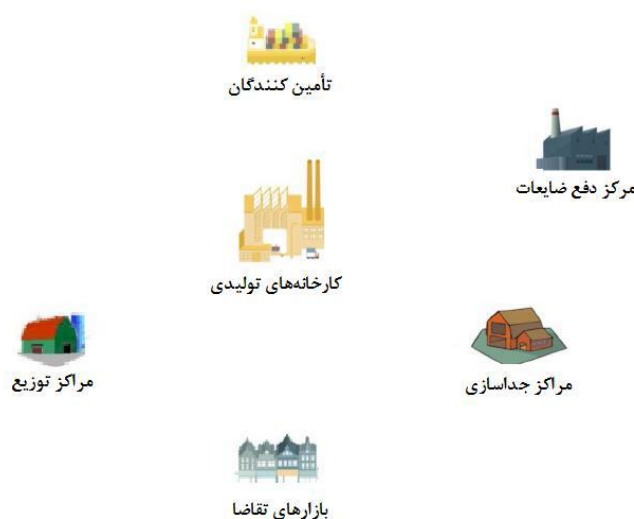 تأمین کنندگان
مرکز دفع ضایعات
کارخانه‌های تولیدی
مراکز جداسازی
مراکز توزیع
بازارهای تقاضا